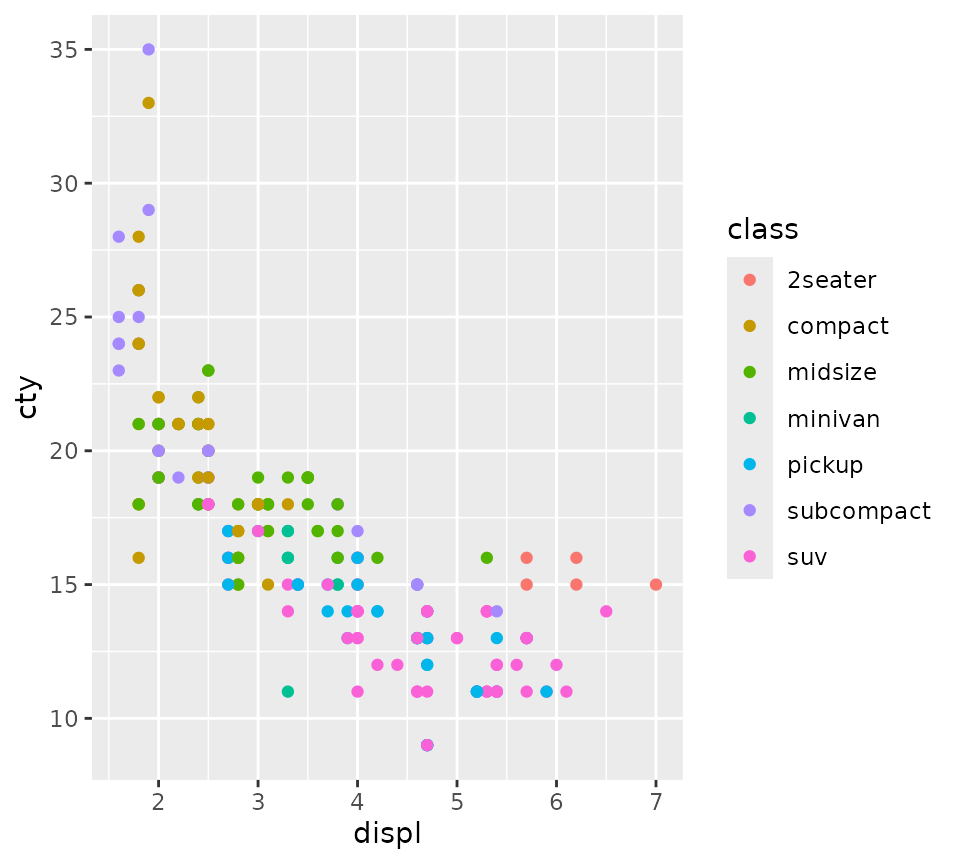 35
30
25
20
15
10
cty
2 3 4 5 6 7
displ
class
2seater
compact
midsize
minivan
pickup
subcompact
suv